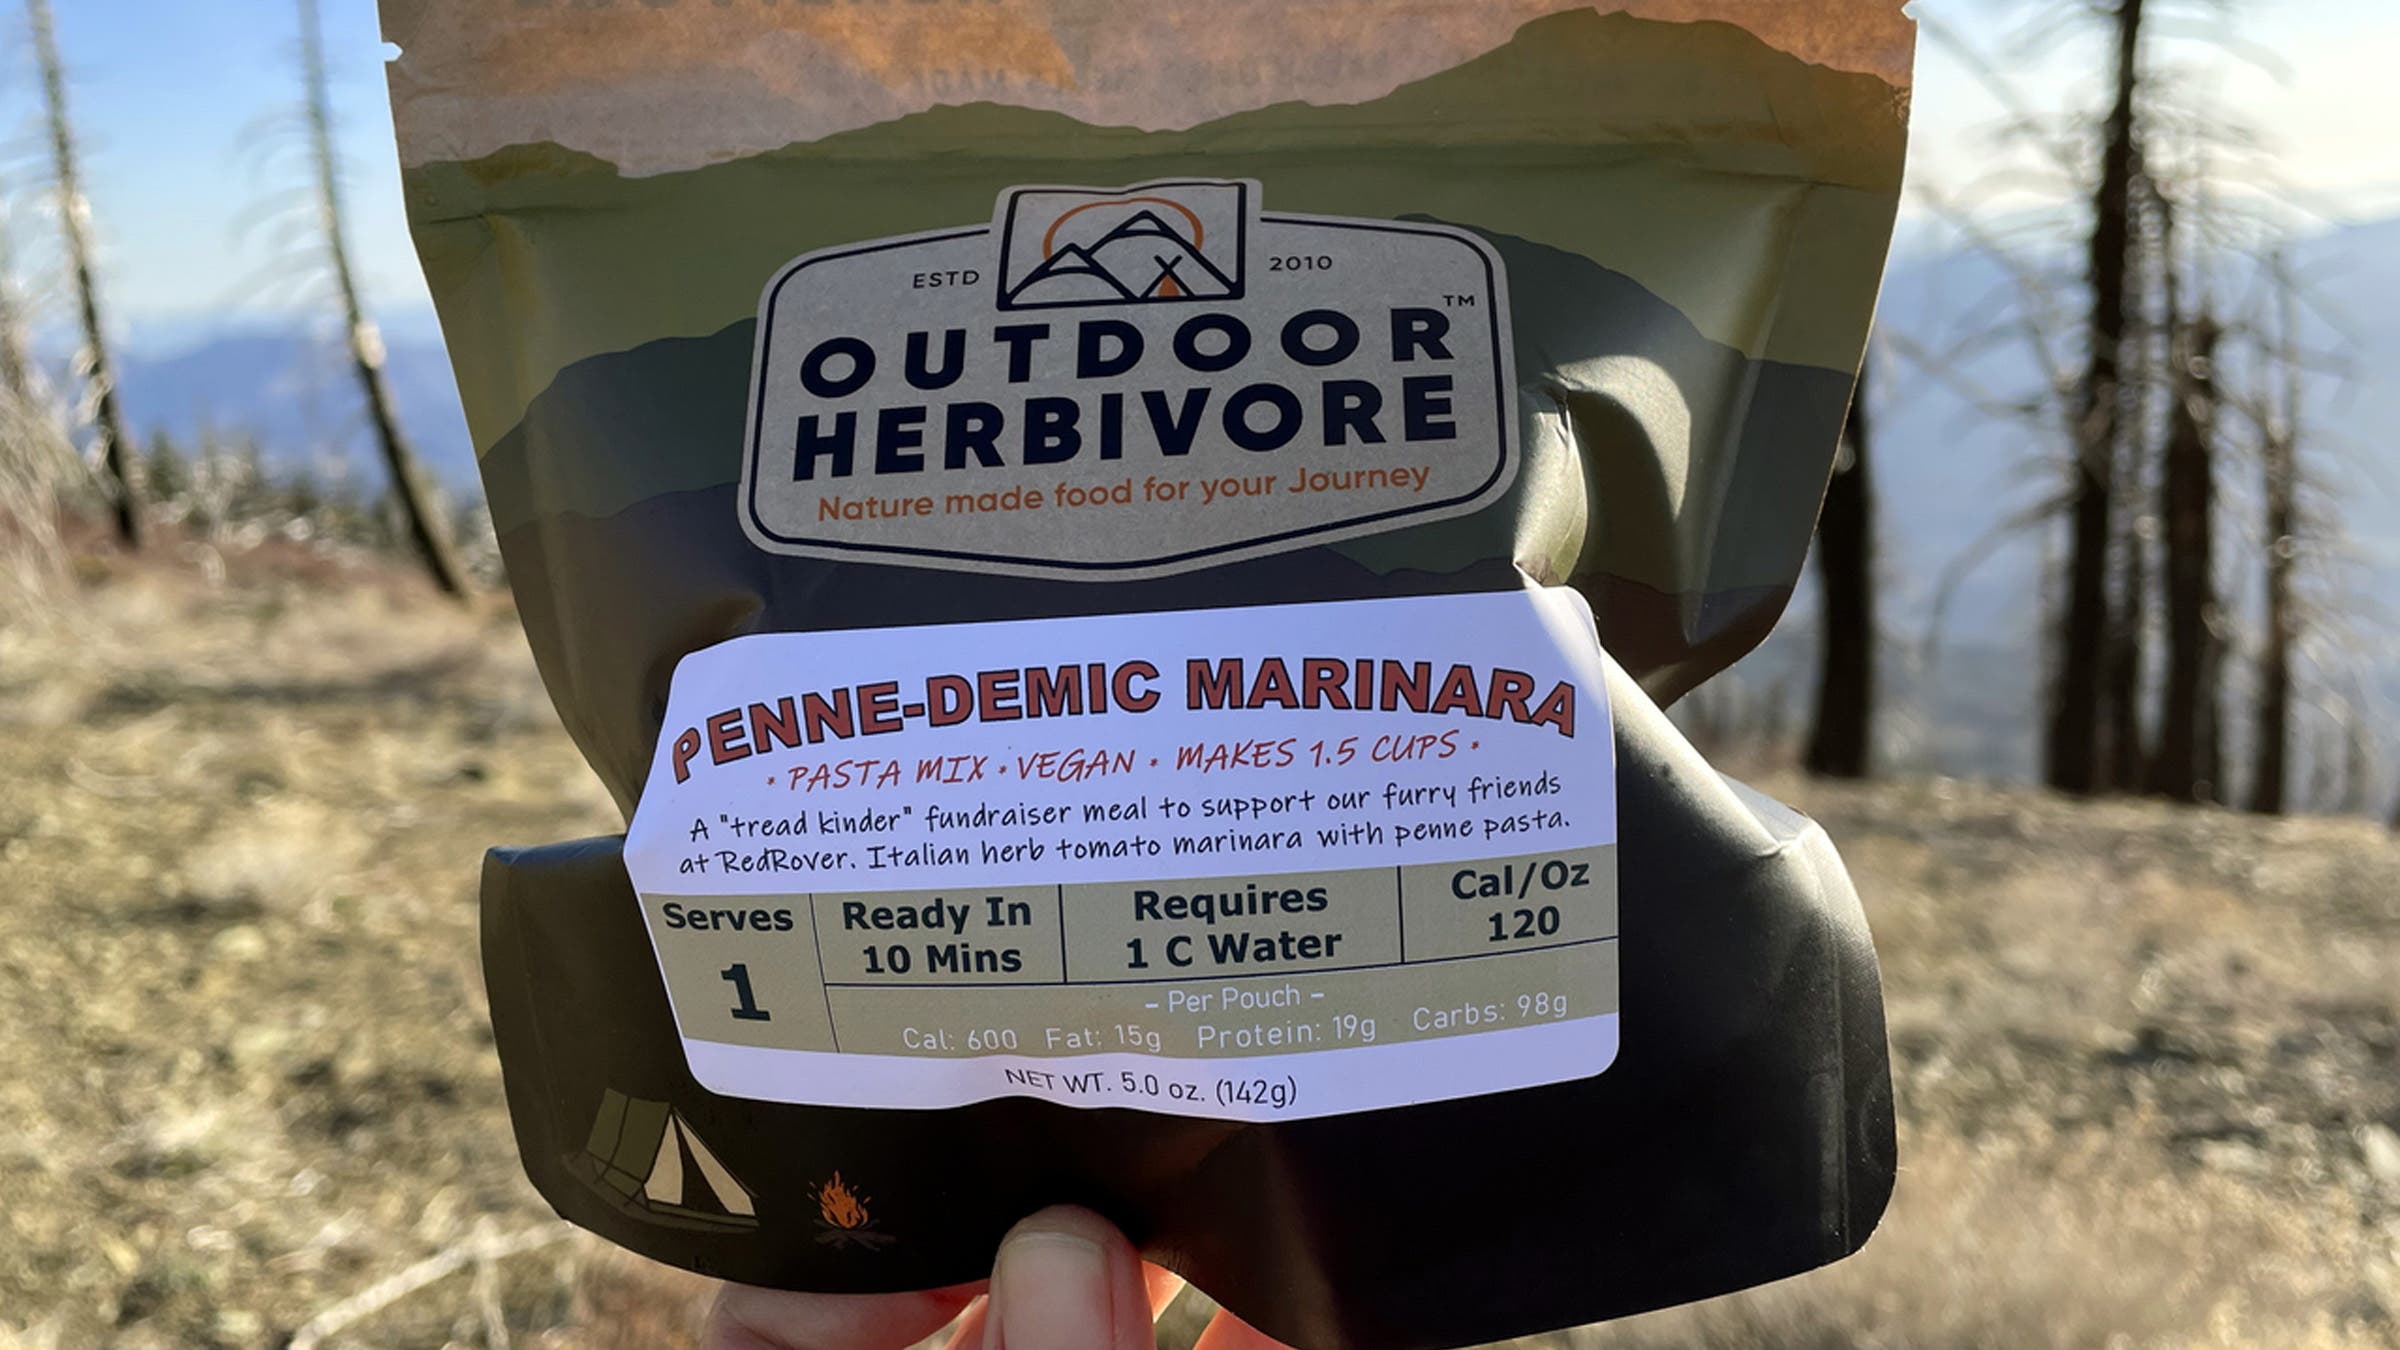 ESTD 2010
OUTDOOR™
HERBIVORE
Nature made food for your Journey
PENNE-DEMIC MARINARA
• PASTA MIX • VEGAN • MAKES 1.5 CUPS •
A "tread kinder" fundraiser meal to support our furry friends
at RedRover. Italian herb tomato marinara with penne pasta.
Serves
1
Ready In
10 Mins
Requires
1 C Water
Cal/Oz
120
- Per Pouch -
Cal: 600 Fat: 15g Protein: 19g Carbs: 98g
NET WT. 5.0 oz. (142g)